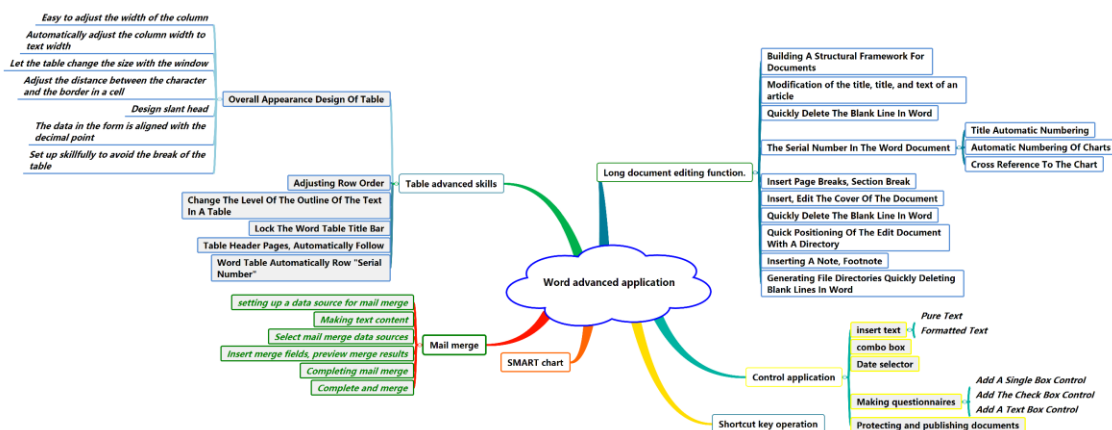 Easy to adjust the width of the column
Automatically adjust the column width to
text width
Let the table change the size with the window
Adjust the distance between the character
and the border in a cell
Design slant head
The data in the form is aligned with the
decimal point
Set up skillfully to avoid the break of the
table
Overall Appearance Design Of Table
Adjusting Row Order
Change The Level Of The Outline Of The Text
In A Table
Lock The Word Table Title Bar
Table Header Pages, Automatically Follow
Word Table Automatically Row "Serial
Number"
Table advanced skills
setting up a data source for mail merge
Making text content
Select mail merge data sources
Insert merge fields, preview merge results
Completing mail merge
Complete and merge
Mail merge
SMART chart
Word advanced application
Long document editing function.
Building A Structural Framework For
Documents
Modification of the title, title, and text of an
article
Quickly Delete The Blank Line In Word
The Serial Number In The Word Document
Title Automatic Numbering
Automatic Numbering Of Charts
Cross Reference To The Chart
Insert Page Breaks, Section Break
Insert, Edit The Cover Of The Document
Quickly Delete The Blank Line In Word
Quick Positioning Of The Edit Document
With A Directory
Inserting A Note, Footnote
Generating File Directories Quickly Deleting
Blank Lines In Word
Control application
insert text
Pure Text
Formatted Text
combo box
Date selector
Making questionnaires
Add A Single Box Control
Add The Check Box Control
Add A Text Box Control
Protecting and publishing documents
Shortcut key operation